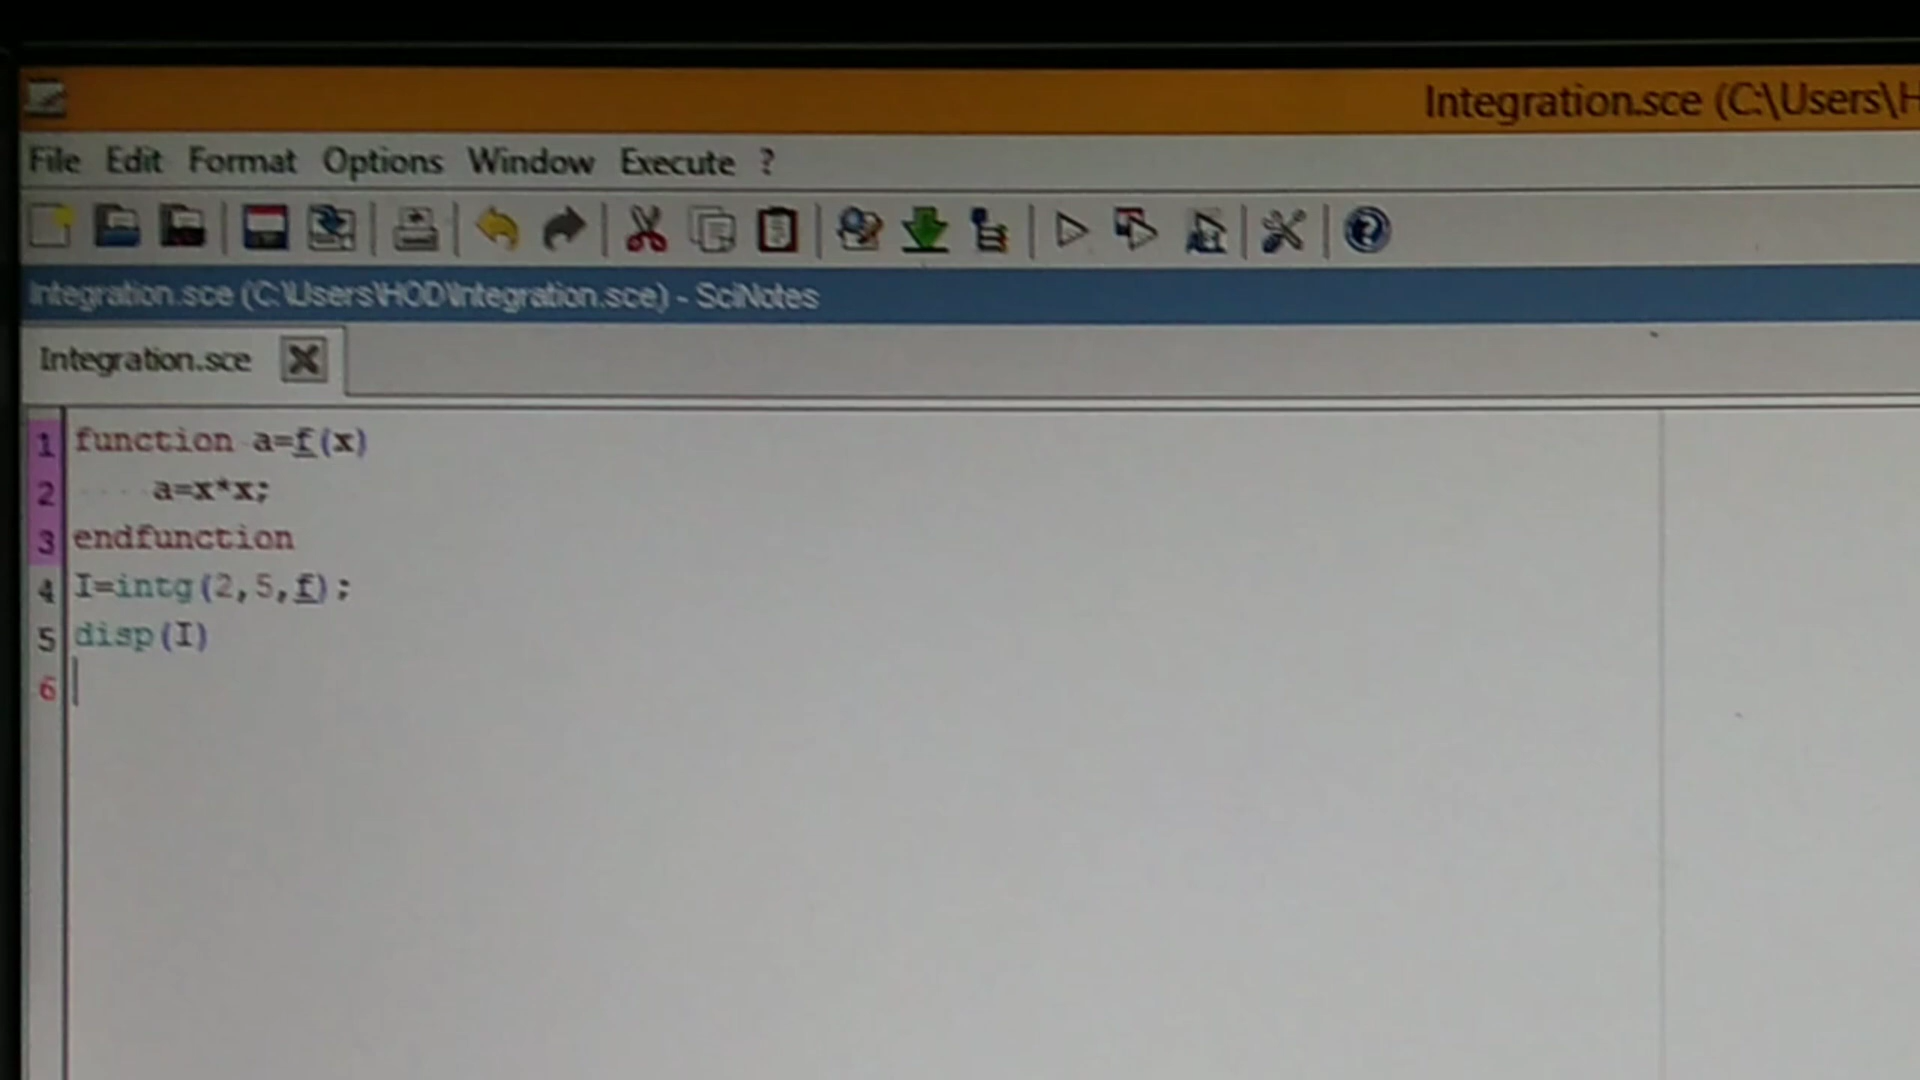 Integration.sce (C:\Users\H
File Edit Format Options Window Execute ?
Integration.sce (C:\Users\HOD\Integration.sce) - SciNotes
Integration.sce
1 function a=f(x)
2 a=x*x;
3 endfunction
4 I=intg(2,5,f);
5 disp(I)
6